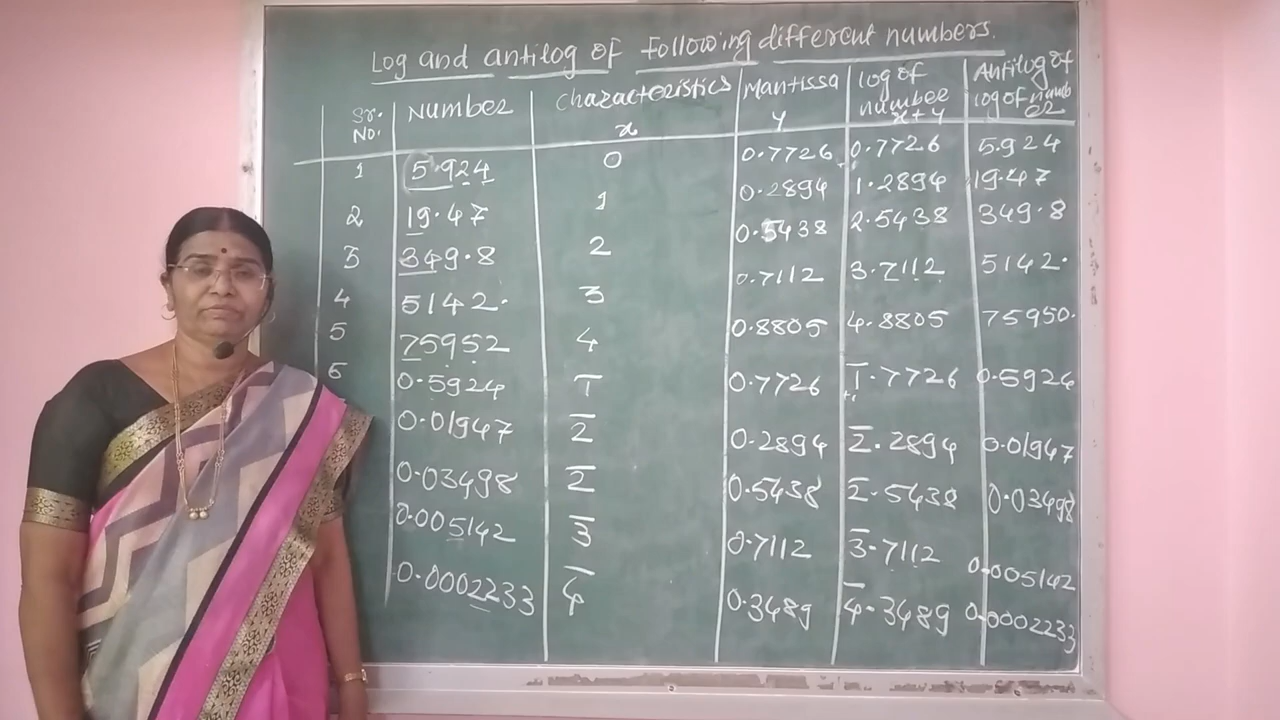 Log and antilog of following different numbers.
Sr. No. Number Characteristics x Mantissa y log of number x+y Antilog of log of number
1 5.924 0 0.7726 0.7726 5.924
2 19.47 1 0.2894 1.2894 19.47
3 349.8 2 0.5438 2.5438 349.8
4 5142. 3 0.7112 3.7112 5142.
5 75952 4 0.8805 4.8805 75950.
6 0.5924 1̅ 0.7726 1̅.7726 0.5924
0.01947 2̅ 0.2894 2̅.2894 0.01947
0.03498 2̅ 0.5438 2̅.5438 0.03498
0.005142 3̅ 0.7112 3̅.7112 0.005142
0.0002233 4̅ 0.3489 4̅.3489 0.0002233